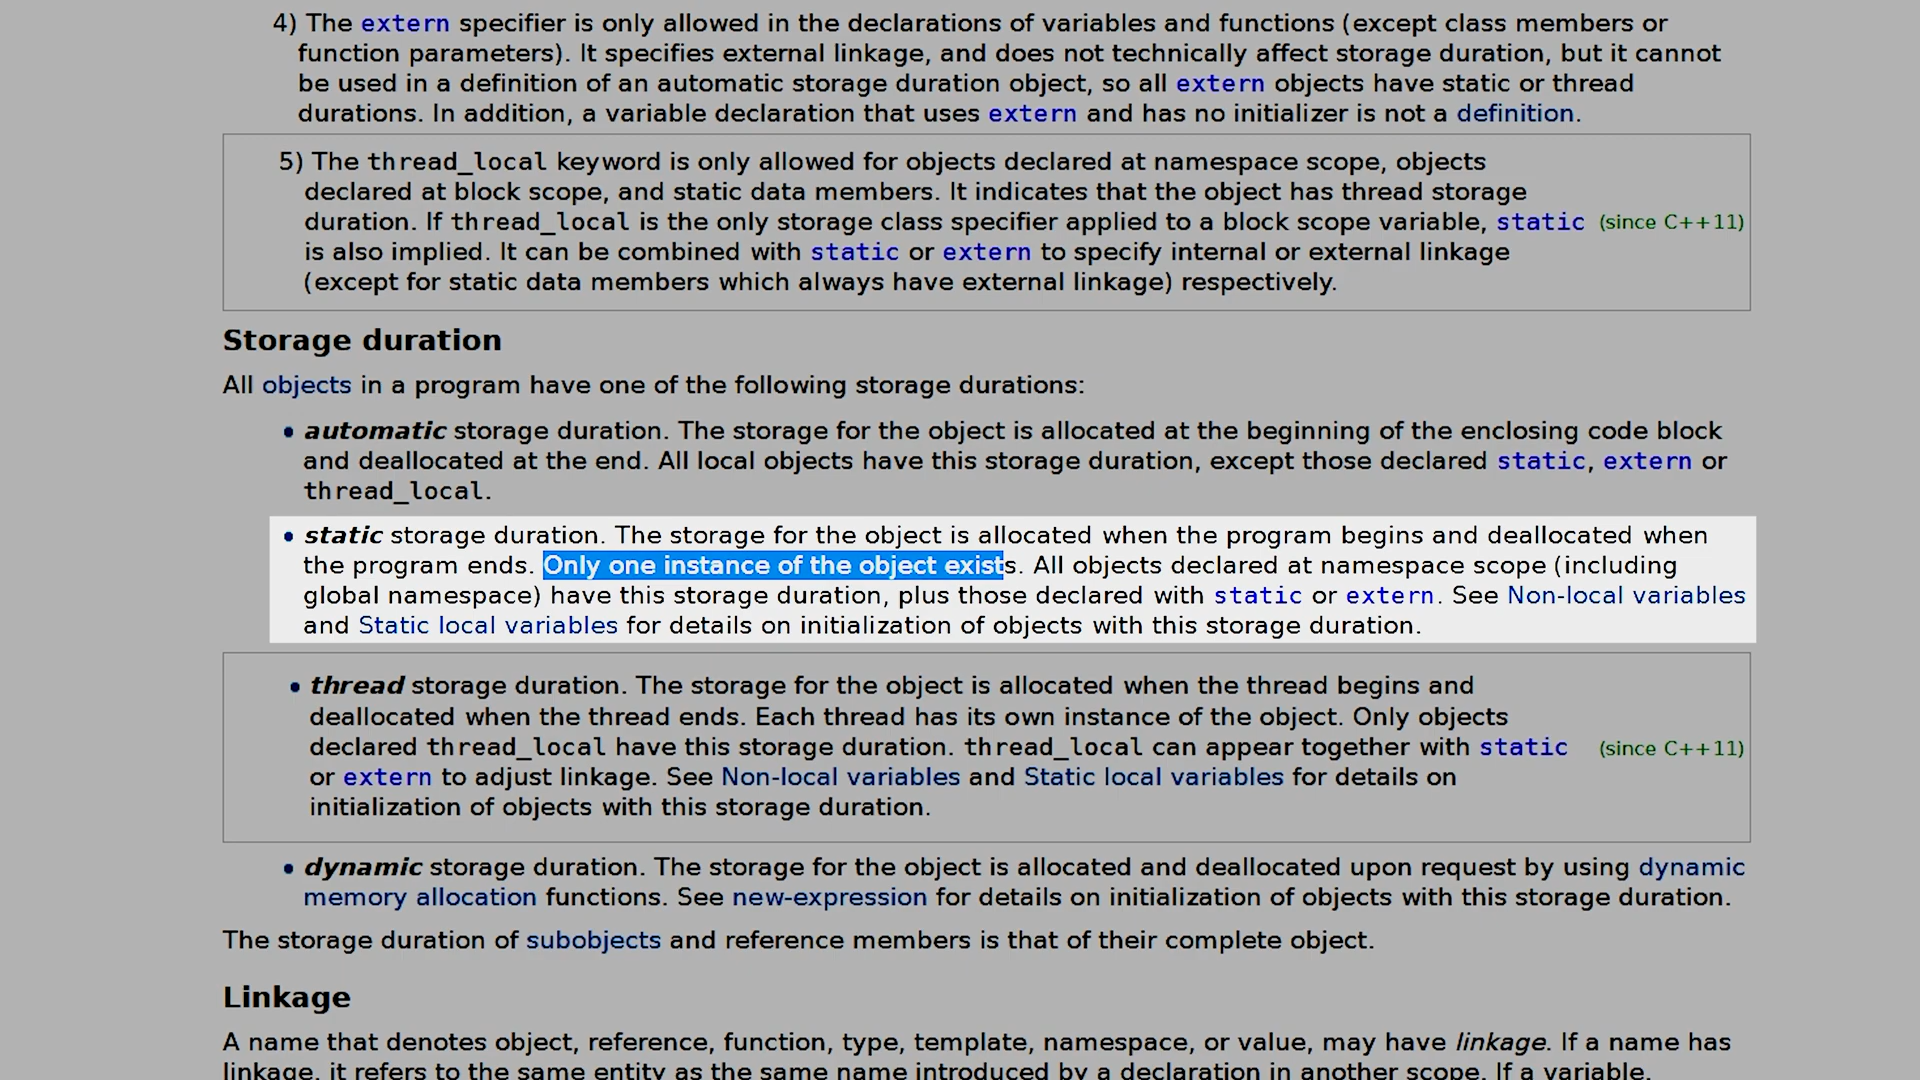 4) The extern specifier is only allowed in the declarations of variables and functions (except class members or
function parameters). It specifies external linkage, and does not technically affect storage duration, but it cannot
be used in a definition of an automatic storage duration object, so all extern objects have static or thread
durations. In addition, a variable declaration that uses extern and has no initializer is not a definition.
5) The thread_local keyword is only allowed for objects declared at namespace scope, objects
declared at block scope, and static data members. It indicates that the object has thread storage
duration. If thread_local is the only storage class specifier applied to a block scope variable, static (since C++11)
is also implied. It can be combined with static or extern to specify internal or external linkage
(except for static data members which always have external linkage) respectively.
Storage duration
All objects in a program have one of the following storage durations:
• automatic storage duration. The storage for the object is allocated at the beginning of the enclosing code block
and deallocated at the end. All local objects have this storage duration, except those declared static, extern or
thread_local.
• static storage duration. The storage for the object is allocated when the program begins and deallocated when
the program ends. Only one instance of the object exists. All objects declared at namespace scope (including
global namespace) have this storage duration, plus those declared with static or extern. See Non-local variables
and Static local variables for details on initialization of objects with this storage duration.
• thread storage duration. The storage for the object is allocated when the thread begins and
deallocated when the thread ends. Each thread has its own instance of the object. Only objects
declared thread_local have this storage duration. thread_local can appear together with static (since C++11)
or extern to adjust linkage. See Non-local variables and Static local variables for details on
initialization of objects with this storage duration.
• dynamic storage duration. The storage for the object is allocated and deallocated upon request by using dynamic
memory allocation functions. See new-expression for details on initialization of objects with this storage duration.
The storage duration of subobjects and reference members is that of their complete object.
Linkage
A name that denotes object, reference, function, type, template, namespace, or value, may have linkage. If a name has
linkage, it refers to the same entity as the same name introduced by a declaration in another scope. If a variable,